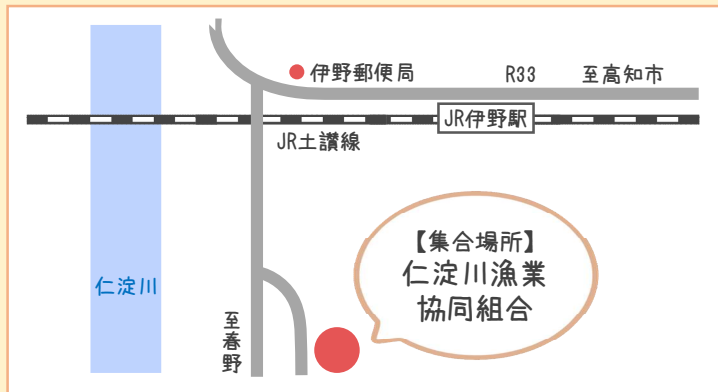 伊野郵便局
R33
至高知市
JR伊野駅
JR土讃線
【集合場所】
仁淀川漁業
協同組合
仁淀川
至春野